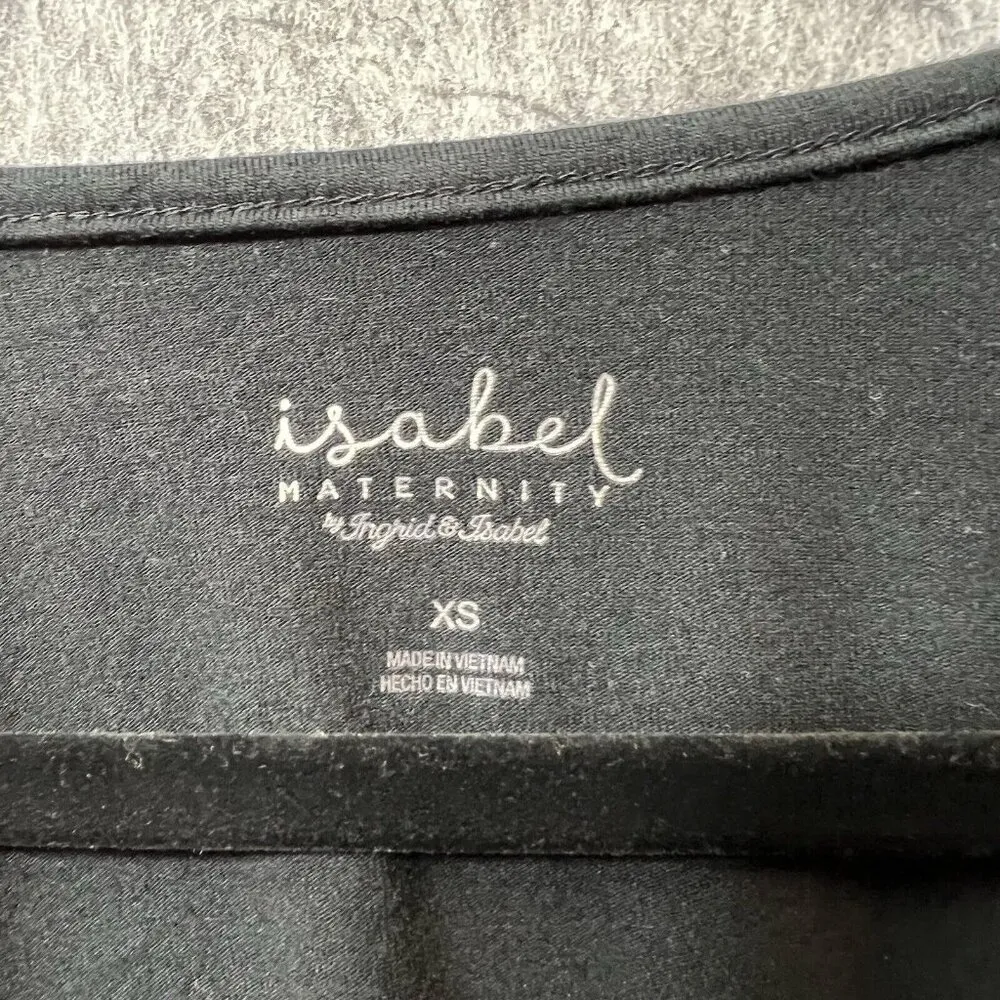 isabel
MATERNITY
by Ingrid & Isabel
XS
MADE IN VIETNAM
HECHO EN VIETNAM